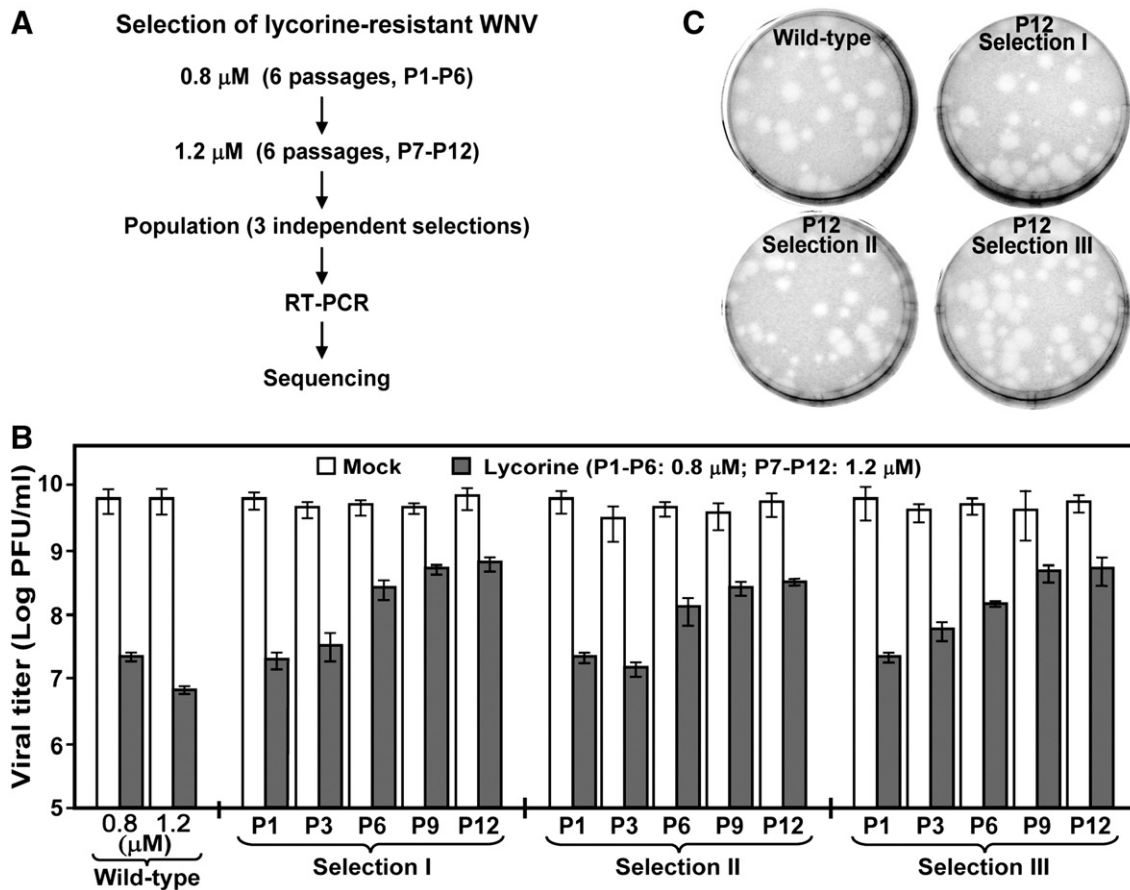 A
Selection of lycorine-resistant WNV
0.8 μM (6 passages, P1-P6)
1.2 μM (6 passages, P7-P12)
Population (3 independent selections)
RT-PCR
Sequencing
C
Wild-type
P12
Selection I
P12
Selection II
P12
Selection III
B
Mock
Lycorine (P1-P6: 0.8 μM; P7-P12: 1.2 μM)
Viral titer (Log PFU/ml)
10
9
8
7
6
5
0.8 1.2
(μM)
Wild-type
P1 P3 P6 P9 P12
Selection I
P1 P3 P6 P9 P12
Selection II
P1 P3 P6 P9 P12
Selection III